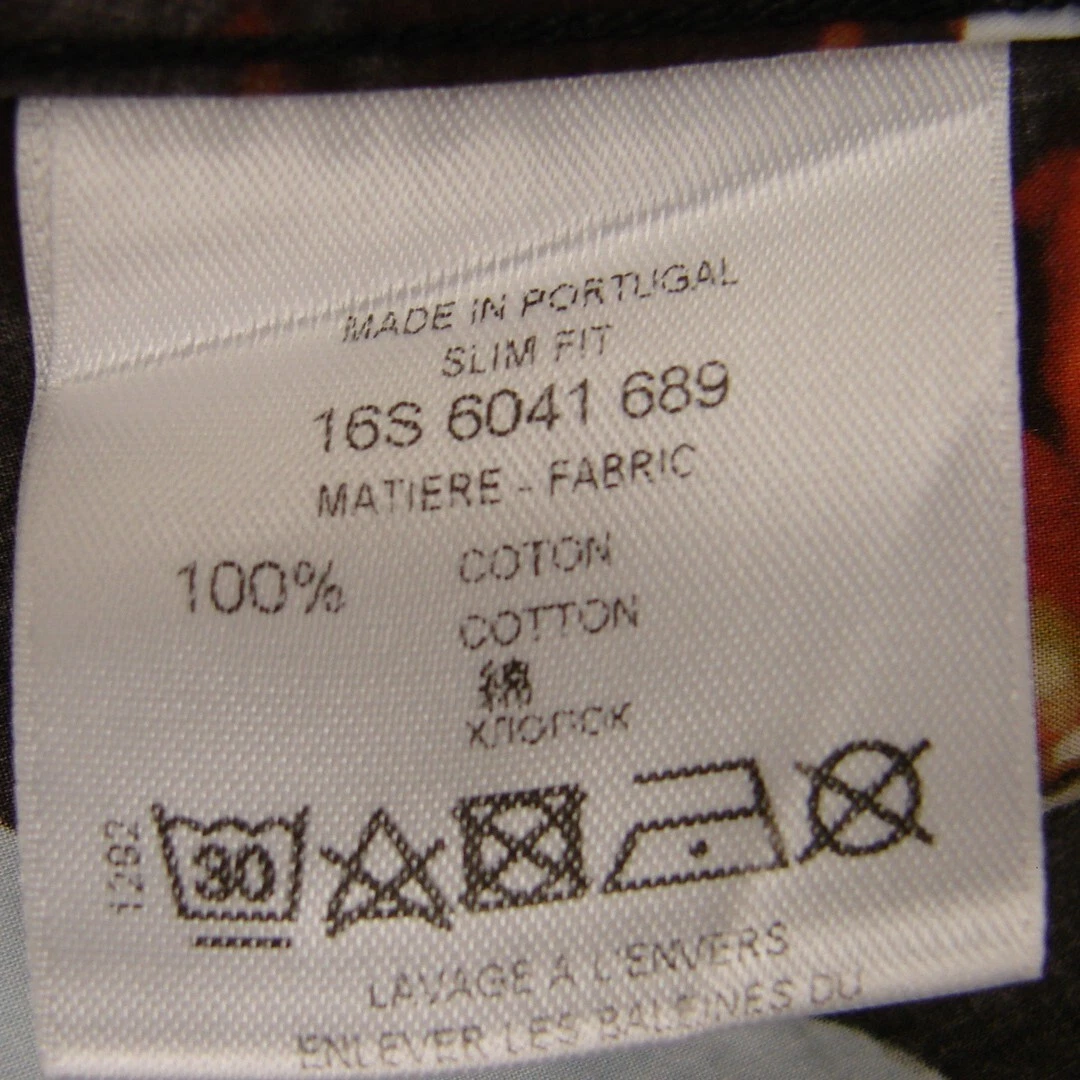 MADE IN PORTUGAL
SLIM FIT
16S 6041 689
MATIERE - FABRIC
100% COTON
COTTON
綿
ХЛОПОК
1282
30
LAVAGE A L'ENVERS
ENLEVER LES BALEINES DU